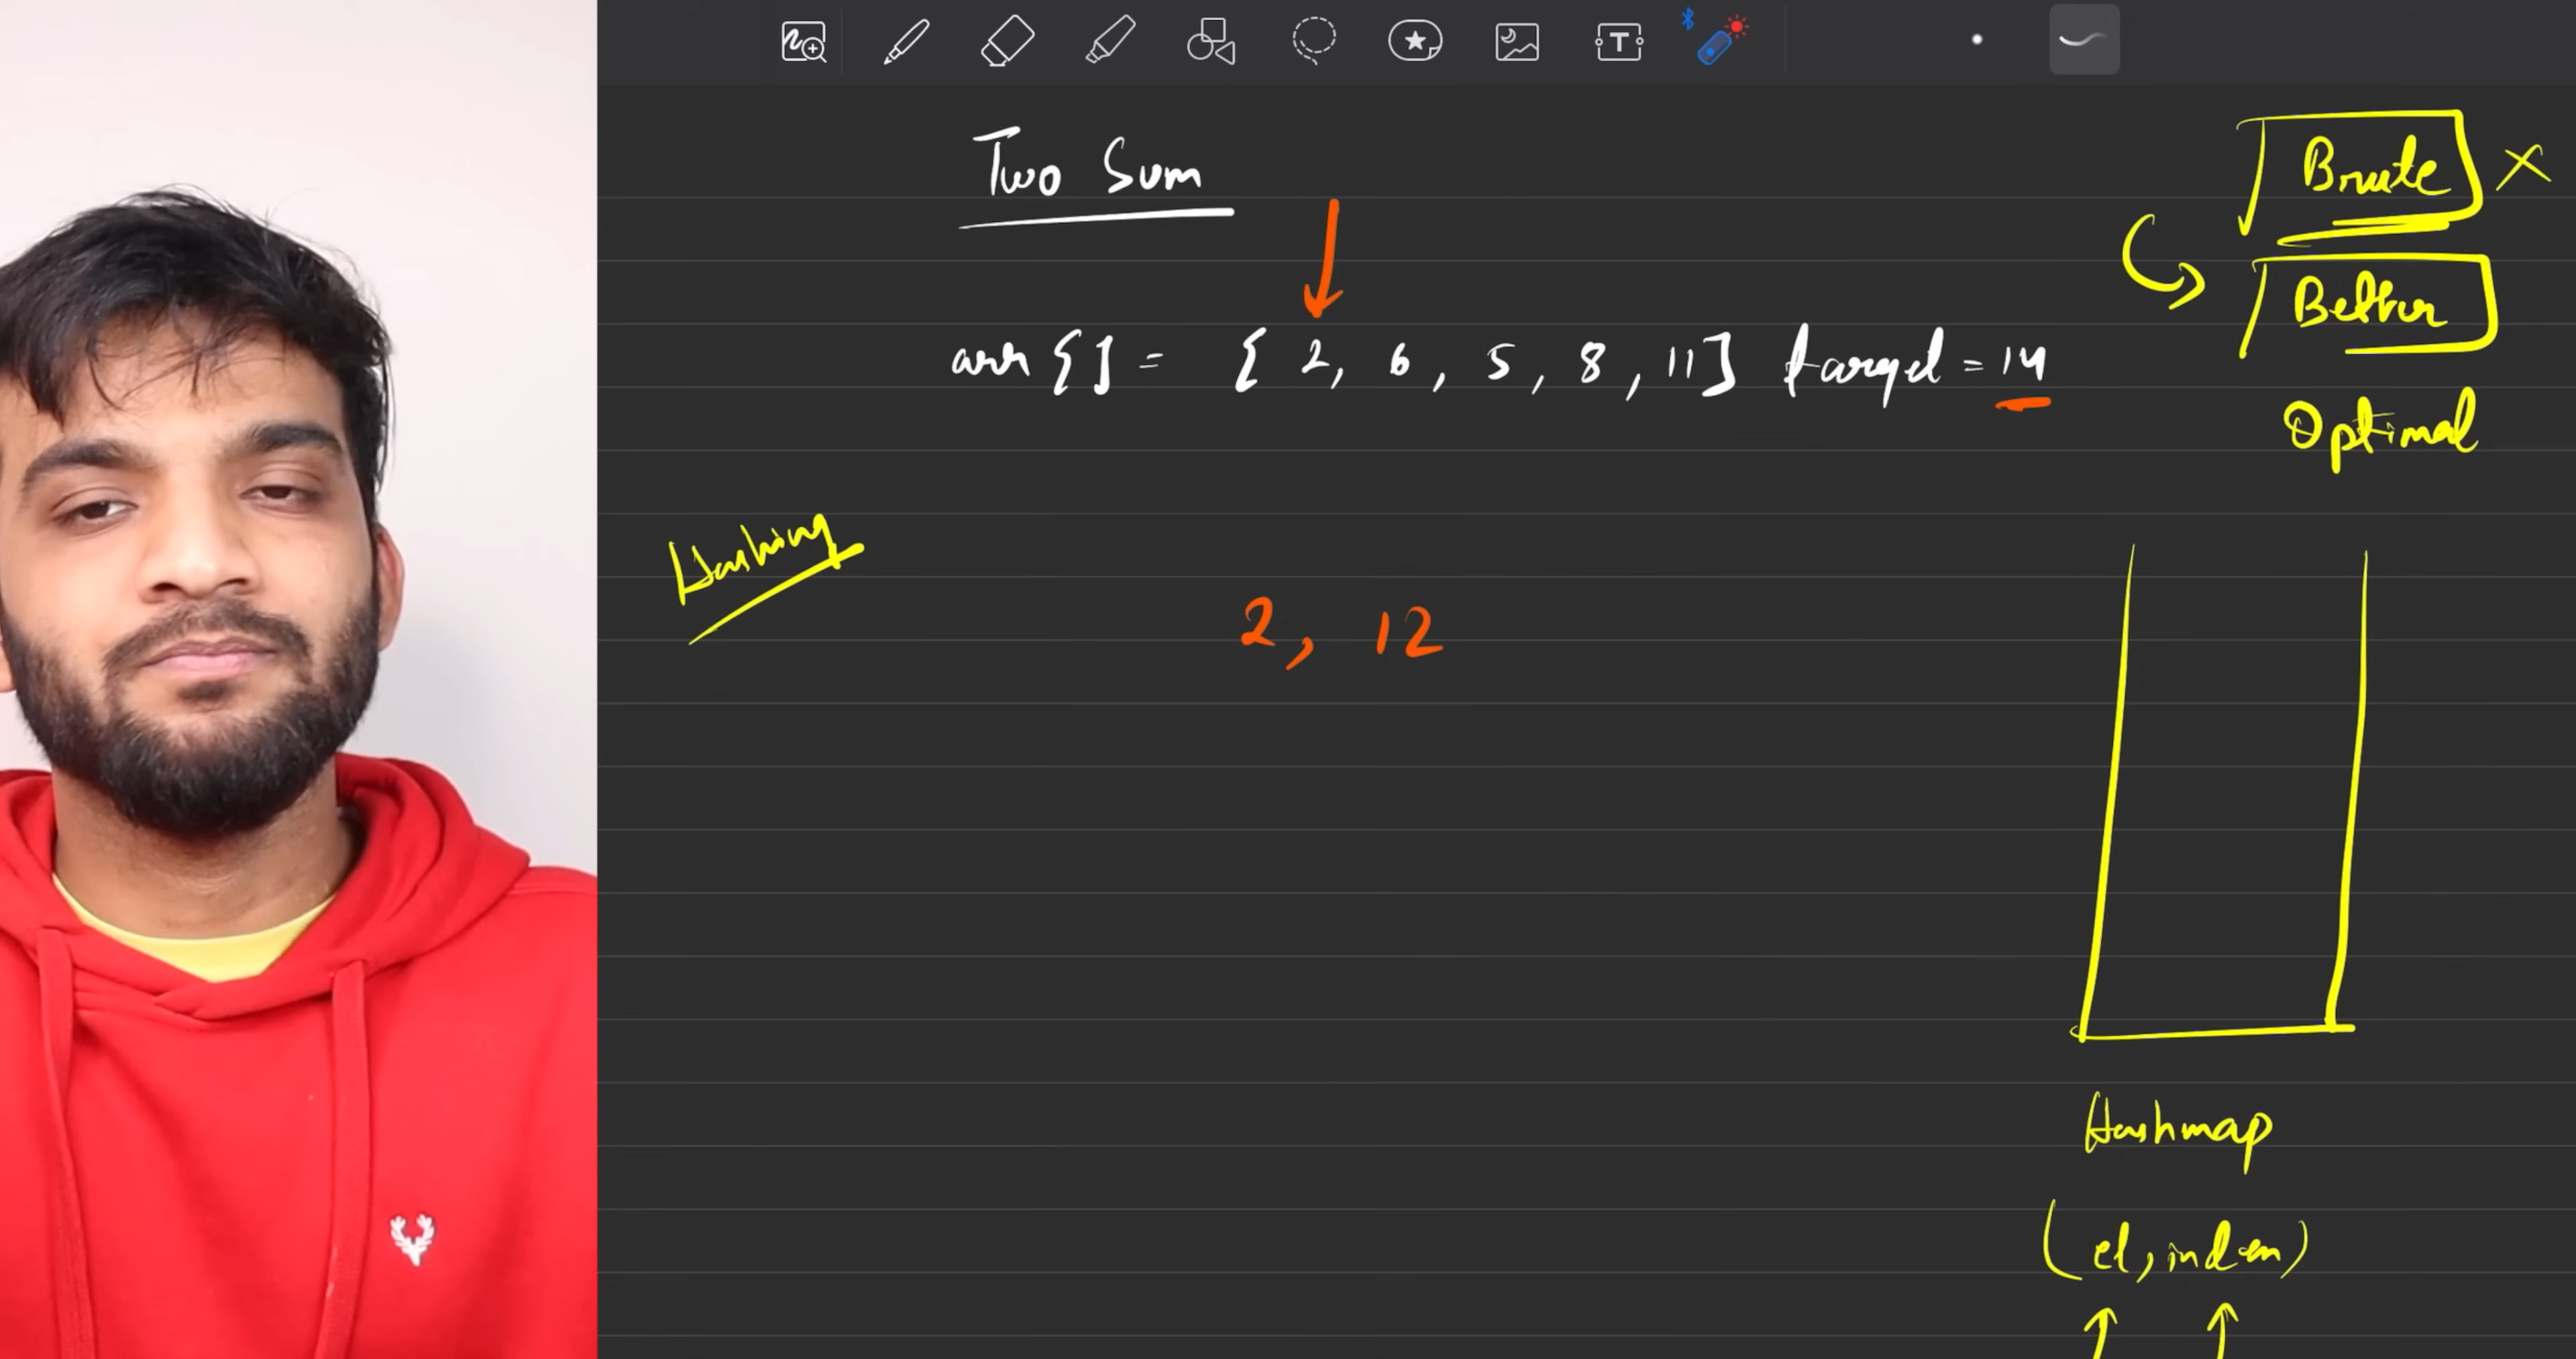 Two Sum
arr [] = { 2, 6, 5, 8, 11} target = 14
Brute X
Better
Optimal
Hashing
2, 12
Hashmap
(el, index)